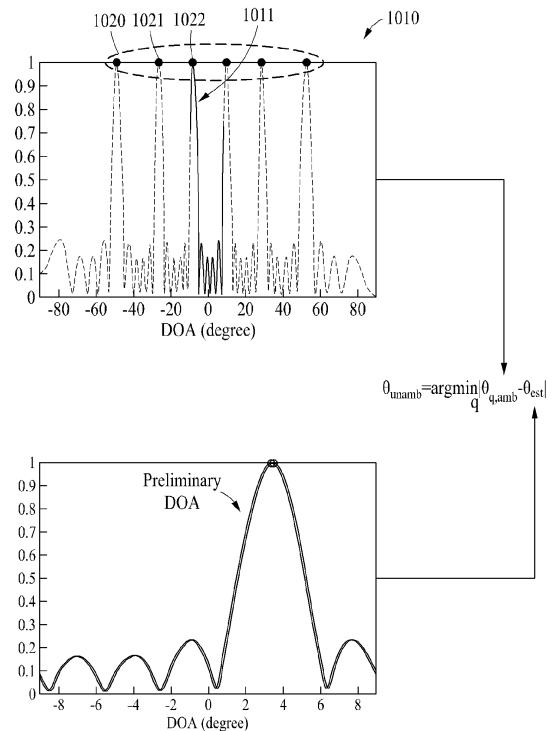 1020 1021 1022 1011 1010
1
0.9
0.8
0.7
0.6
0.5
0.4
0.3
0.2
0.1
0
-80 -60 -40 -20 0 20 40 60 80
DOA (degree)
θunamb=argmin|θq,amb-θest|
q
1
0.9
0.8
0.7
0.6
0.5
0.4
0.3
0.2
0.1
0
Preliminary
DOA
-8 -6 -4 -2 0 2 4 6 8
DOA (degree)